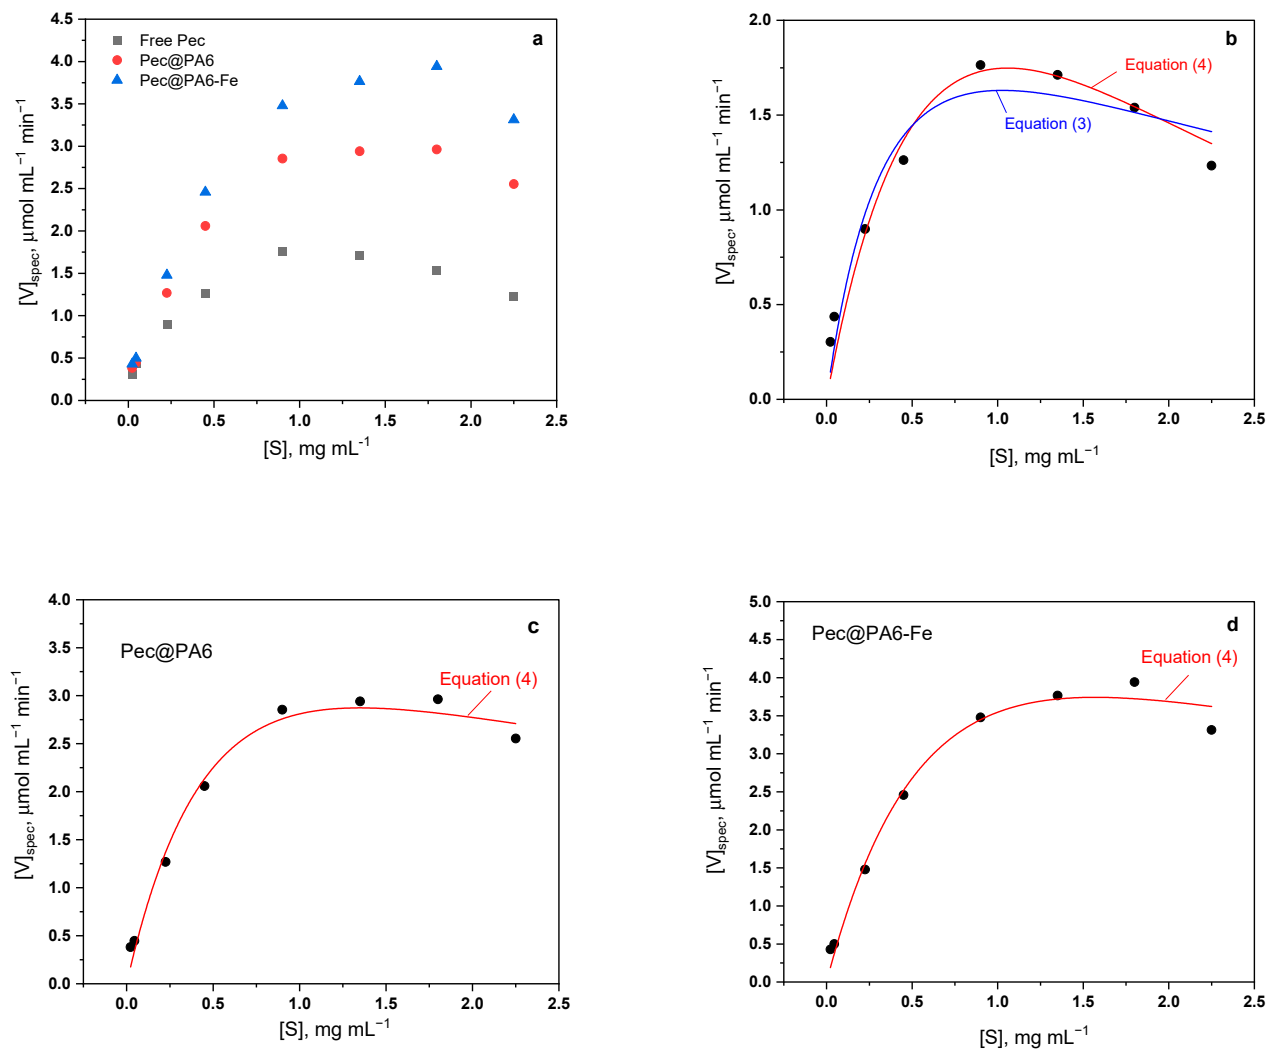 a
Free Pec
Pec@PA6
Pec@PA6-Fe
4.5
4.0
3.5
3.0
2.5
2.0
1.5
1.0
0.5
0.0
[V]spec, μmol mL−1 min−1
0.0 0.5 1.0 1.5 2.0 2.5
[S], mg mL−1
b
Equation (4)
Equation (3)
2.0
1.5
1.0
0.5
0.0
[V]spec, μmol mL−1 min−1
0.0 0.5 1.0 1.5 2.0 2.5
[S], mg mL−1
c
Pec@PA6
Equation (4)
4.0
3.5
3.0
2.5
2.0
1.5
1.0
0.5
0.0
[V]spec, μmol mL−1 min−1
0.0 0.5 1.0 1.5 2.0 2.5
[S], mg mL−1
d
Pec@PA6-Fe
Equation (4)
5.0
4.5
4.0
3.5
3.0
2.5
2.0
1.5
1.0
0.5
0.0
[V]spec, μmol mL−1 min−1
0.0 0.5 1.0 1.5 2.0 2.5
[S], mg mL−1